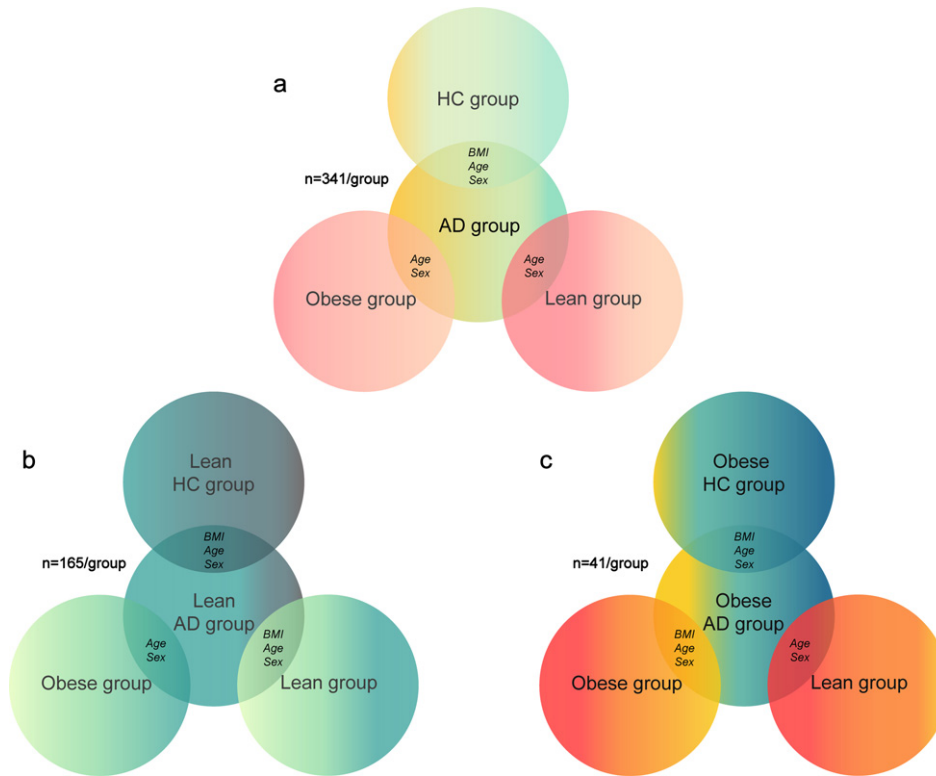 a
HC group
BMI
Age
Sex
n=341/group
AD group
Age
Sex
Age
Sex
Obese group
Lean group
b
Lean
HC group
BMI
Age
Sex
n=165/group
Lean
AD group
Age
Sex
BMI
Age
Sex
Obese group
Lean group
c
Obese
HC group
BMI
Age
Sex
n=41/group
Obese
AD group
BMI
Age
Sex
Age
Sex
Obese group
Lean group